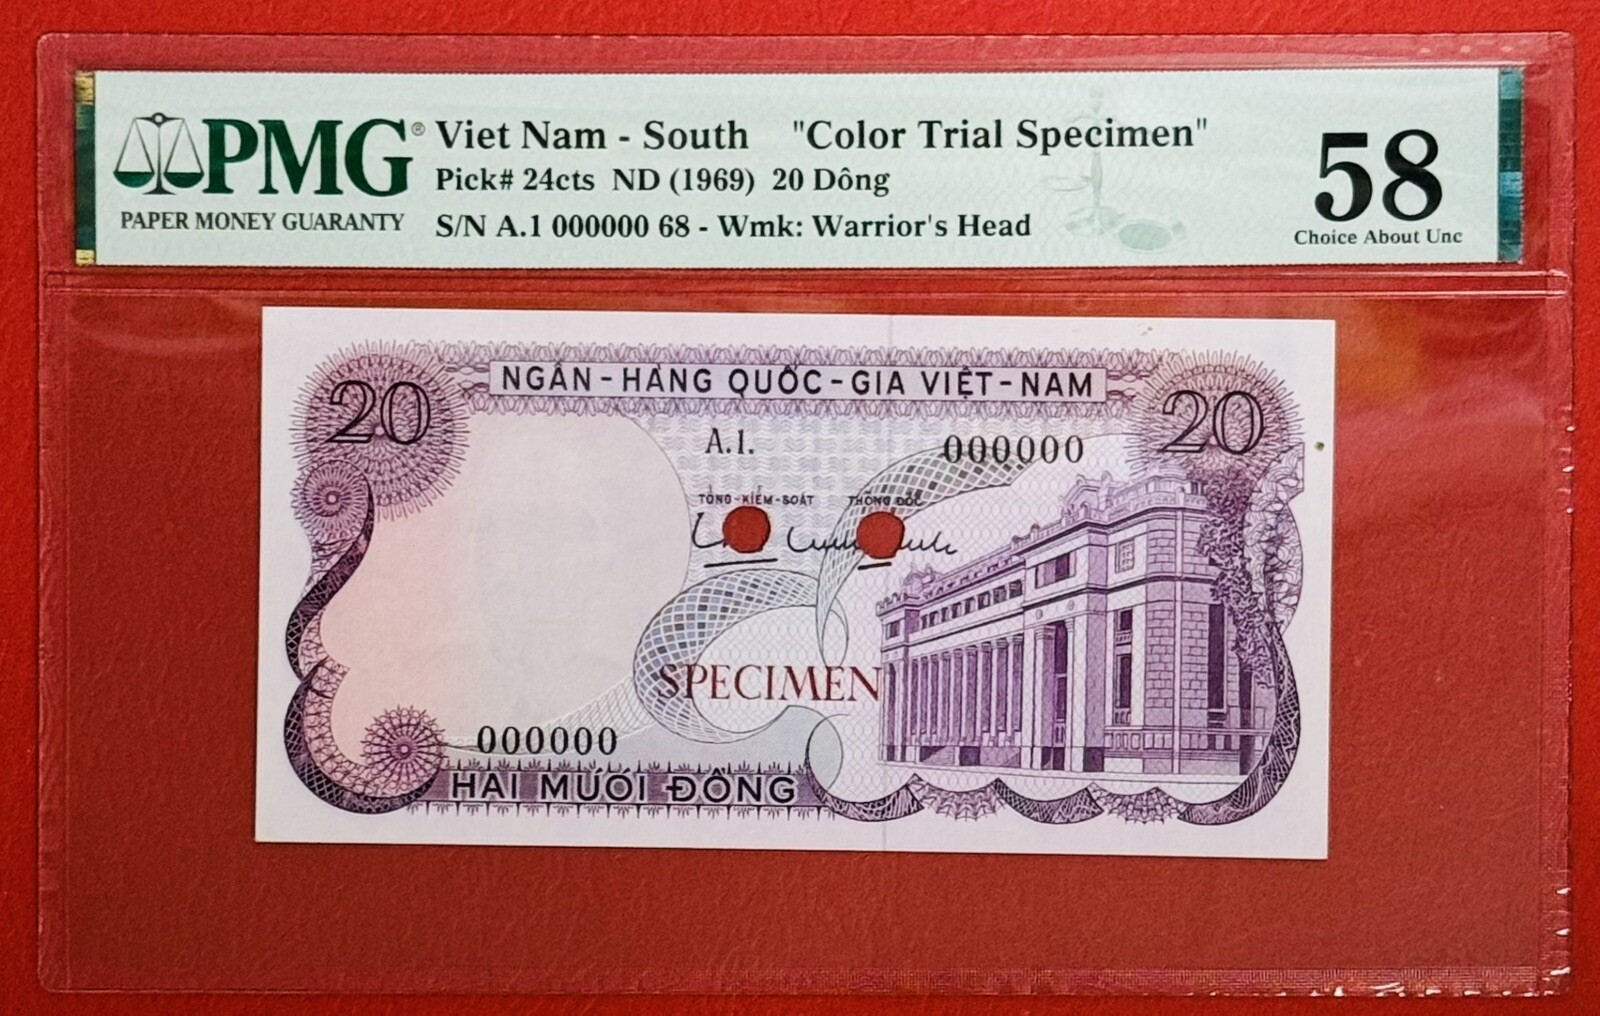 PMG® Viet Nam - South "Color Trial Specimen" 58
Pick# 24cts ND (1969) 20 Dông
PAPER MONEY GUARANTY S/N A.1 000000 68 - Wmk: Warrior's Head Choice About Unc
20 NGÂN-HÀNG QUỐC-GIA VIỆT-NAM 20
A.1. 000000
TỔNG-KIỂM-SOÁT THỐNG ĐỐC
SPECIMEN
000000
HAI MƯƠI ĐỒNG